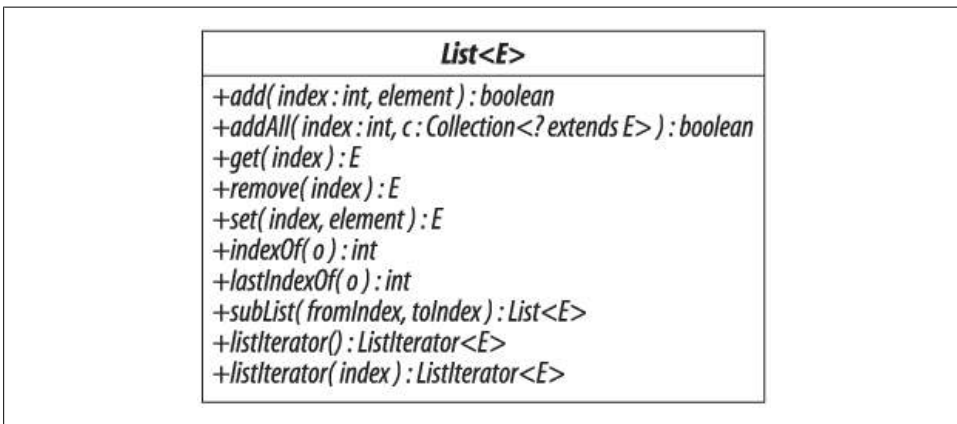 List<E>
+add( index : int, element ) : boolean
+addAll( index : int, c : Collection<? extends E> ) : boolean
+get( index ) : E
+remove( index ) : E
+set( index, element ) : E
+indexOf( o ) : int
+lastIndexOf( o ) : int
+subList( fromIndex, toIndex ) : List<E>
+listIterator() : ListIterator<E>
+listIterator( index ) : ListIterator<E>